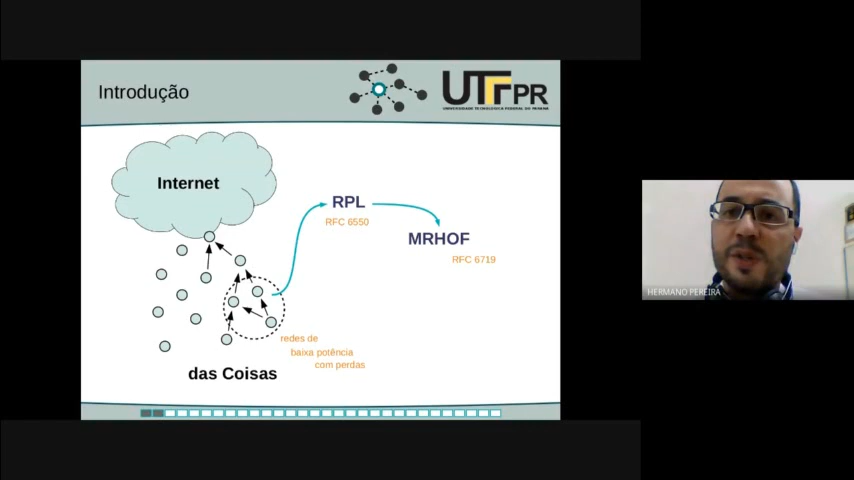 Introdução
UTFPR
UNIVERSIDADE TECNOLÓGICA FEDERAL DO PARANÁ
Internet
RPL
RFC 6550
MRHOF
RFC 6719
redes de
baixa potência
com perdas
das Coisas
HERMANO PEREIRA